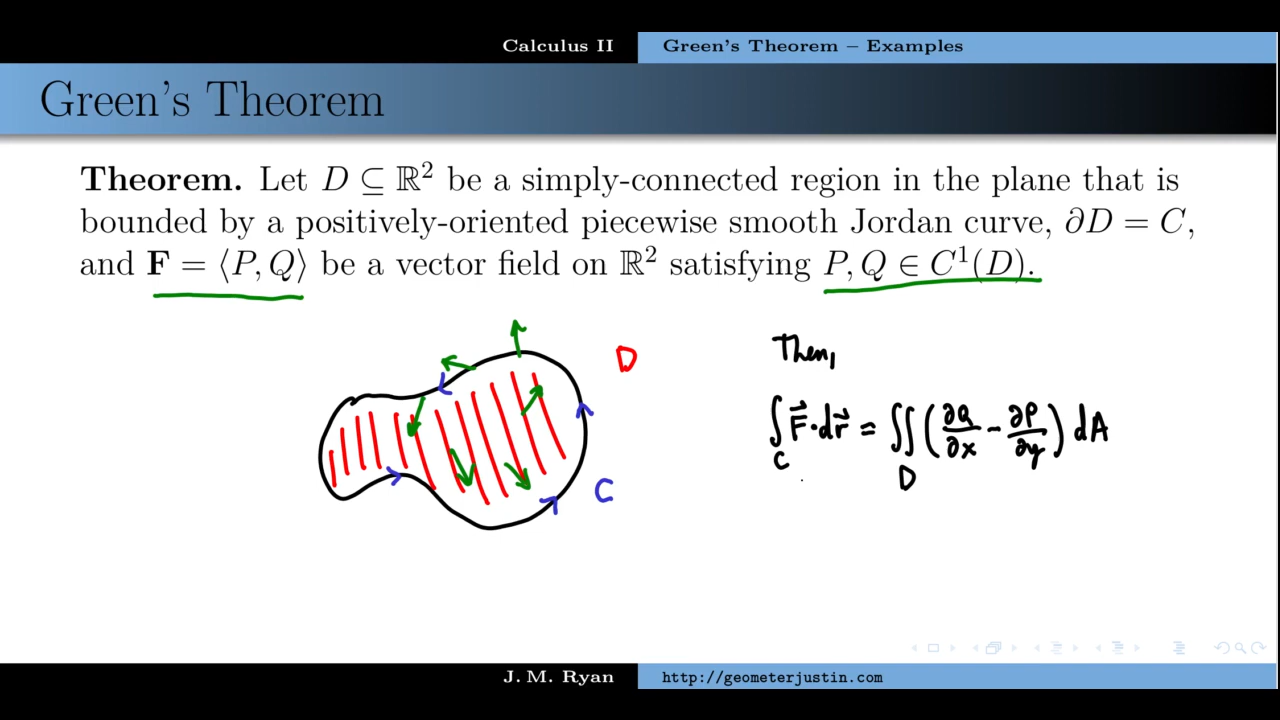 Calculus II
Green's Theorem – Examples
Green's Theorem
Theorem. Let D ⊆ ℝ² be a simply-connected region in the plane that is
bounded by a positively-oriented piecewise smooth Jordan curve, ∂D = C,
and F = ⟨P, Q⟩ be a vector field on ℝ² satisfying P, Q ∈ C¹(D).
D
C
Then,
∫_C F⃗ · dr⃗ = ∬_D (∂Q/∂x − ∂P/∂y) dA
J. M. Ryan
http://geometerjustin.com